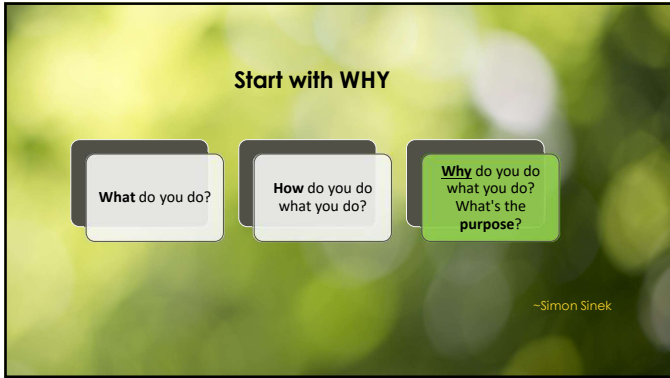 Start with WHY
What do you do?
How do you do
what you do?
Why do you do
what you do?
What's the
purpose?
~Simon Sinek